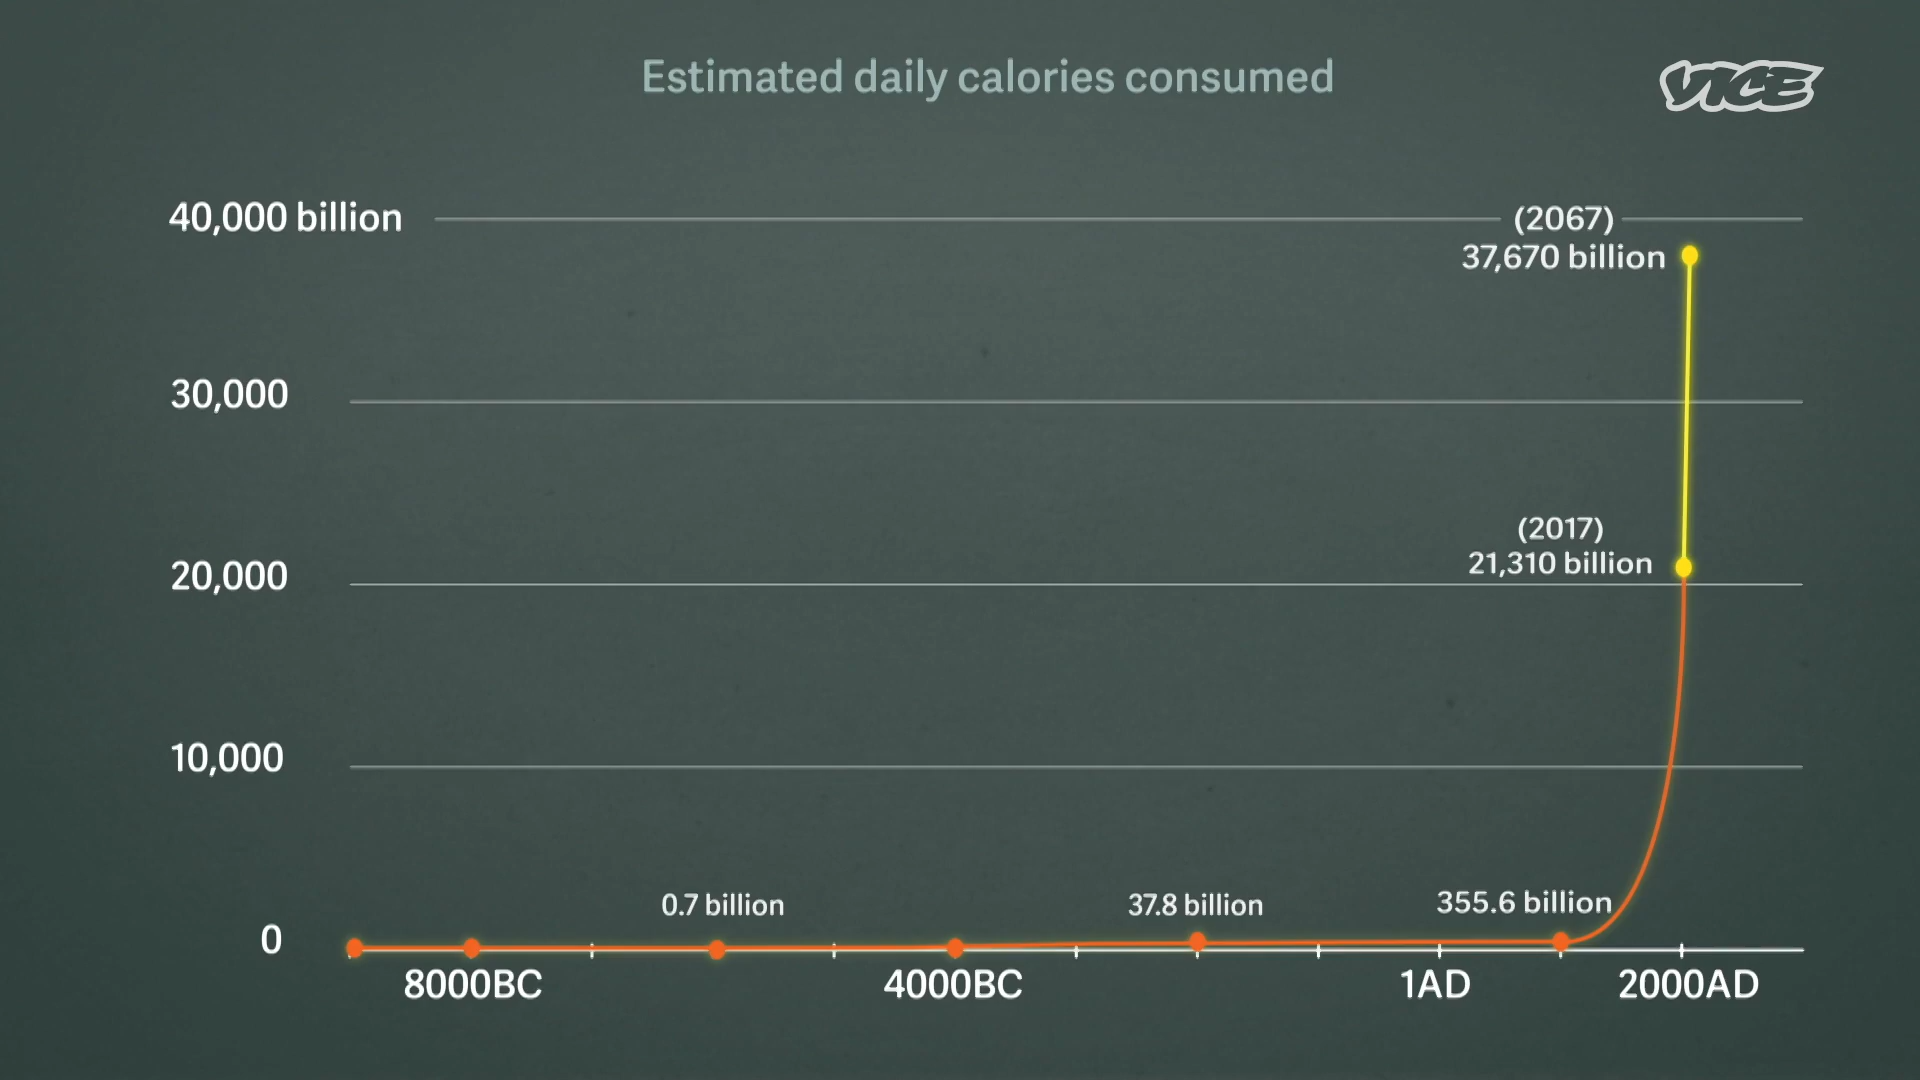 Estimated daily calories consumed
VICE
40,000 billion
(2067)
37,670 billion
30,000
(2017)
21,310 billion
20,000
10,000
0.7 billion
37.8 billion
355.6 billion
0
8000BC
4000BC
1AD
2000AD